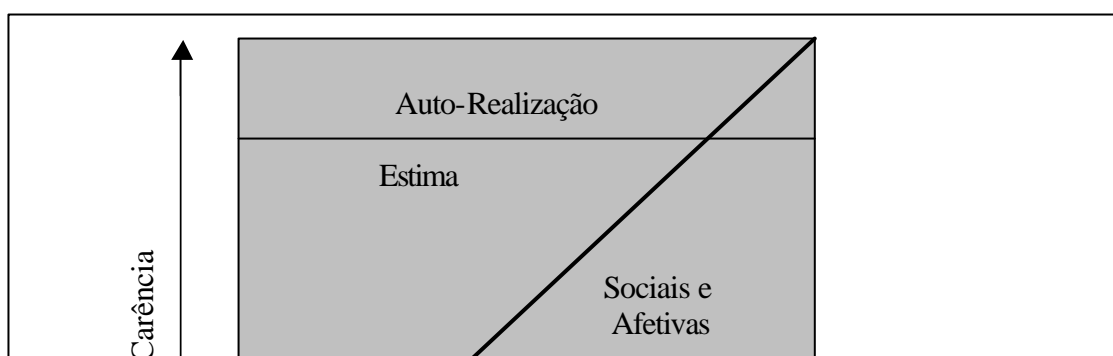 Auto-Realização
Estima
Sociais e
Afetivas
Carência